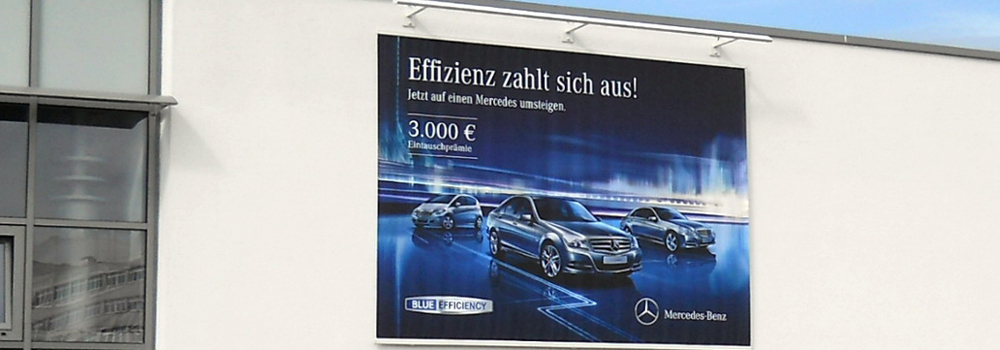 Effizienz zahlt sich aus!
Jetzt auf einen Mercedes umsteigen.
3.000 €
Eintauschprämie
BLUE EFFICIENCY
Mercedes-Benz